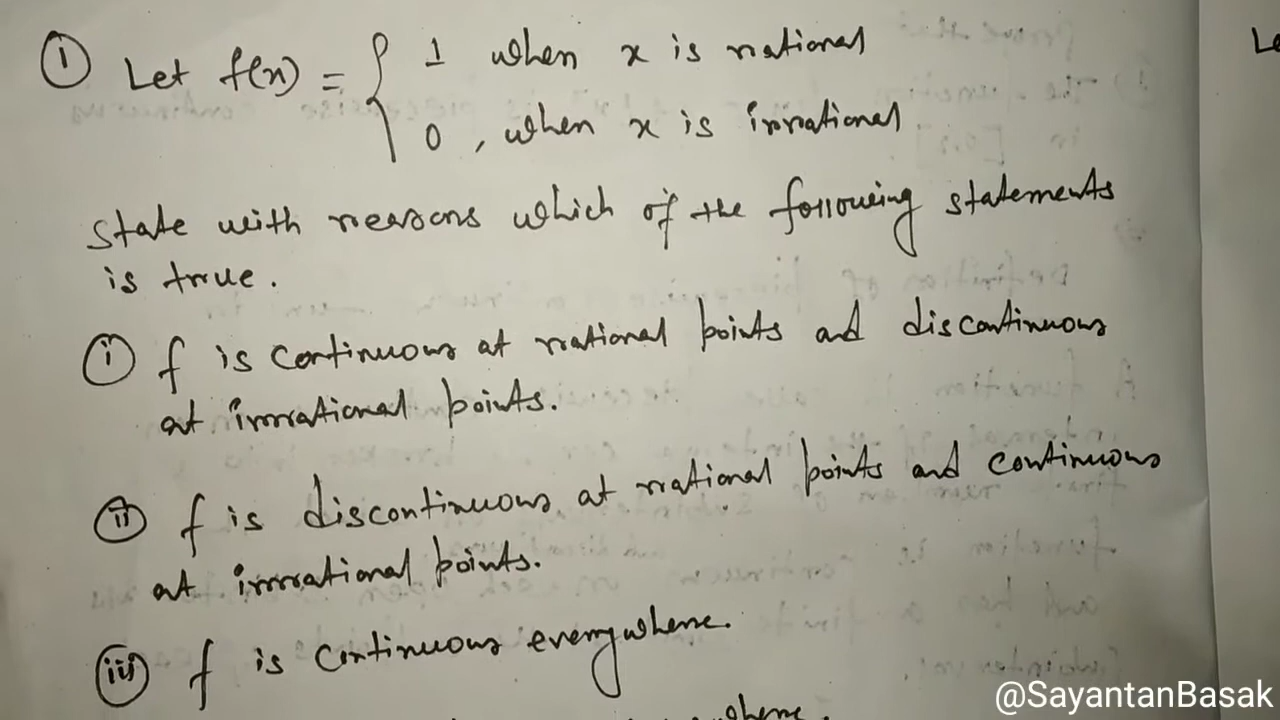 ① Let f(x) = { 1 when x is rational
0 , when x is irrational
State with reasons which of the following statements
is true.
(i) f is continuous at rational points and discontinuous
at irrational points.
(ii) f is discontinuous at rational points and continuous
at irrational points.
(iii) f is continuous everywhere.
@SayantanBasak